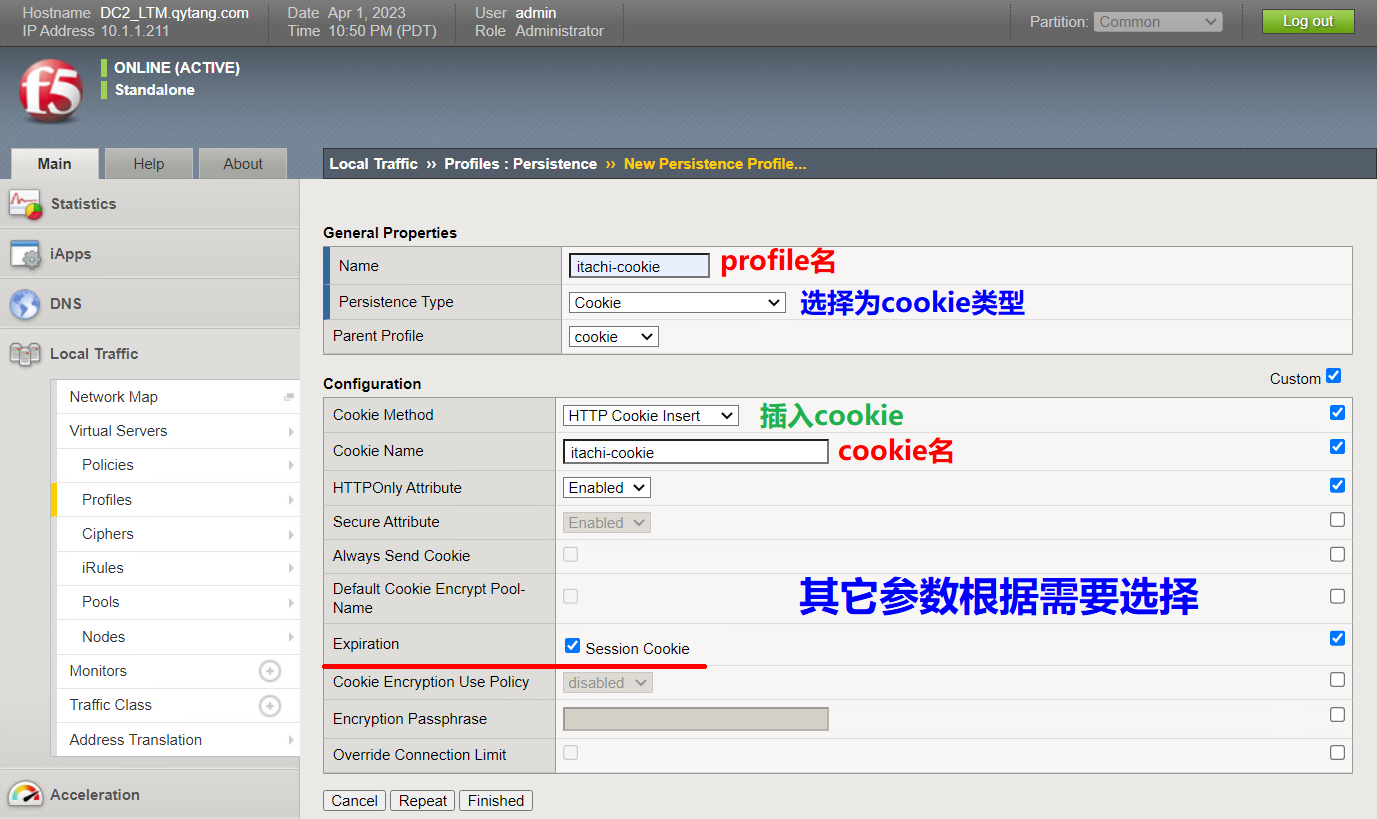 Hostname DC2_LTM.qytang.com Date Apr 1, 2023 User admin
IP Address 10.1.1.211 Time 10:50 PM (PDT) Role Administrator
Partition: Common Log out
f5
ONLINE (ACTIVE)
Standalone
Main Help About
Local Traffic ›› Profiles : Persistence ›› New Persistence Profile...
Statistics
iApps
DNS
Local Traffic
Network Map
Virtual Servers
Policies
Profiles
Ciphers
iRules
Pools
Nodes
Monitors
Traffic Class
Address Translation
Acceleration
General Properties
Name itachi-cookie profile名
Persistence Type Cookie 选择为cookie类型
Parent Profile cookie
Configuration Custom
Cookie Method HTTP Cookie Insert 插入cookie
Cookie Name itachi-cookie cookie名
HTTPOnly Attribute Enabled
Secure Attribute Enabled
Always Send Cookie
Default Cookie Encrypt Pool-
Name
其它参数根据需要选择
Expiration Session Cookie
Cookie Encryption Use Policy disabled
Encryption Passphrase
Override Connection Limit
Cancel Repeat Finished